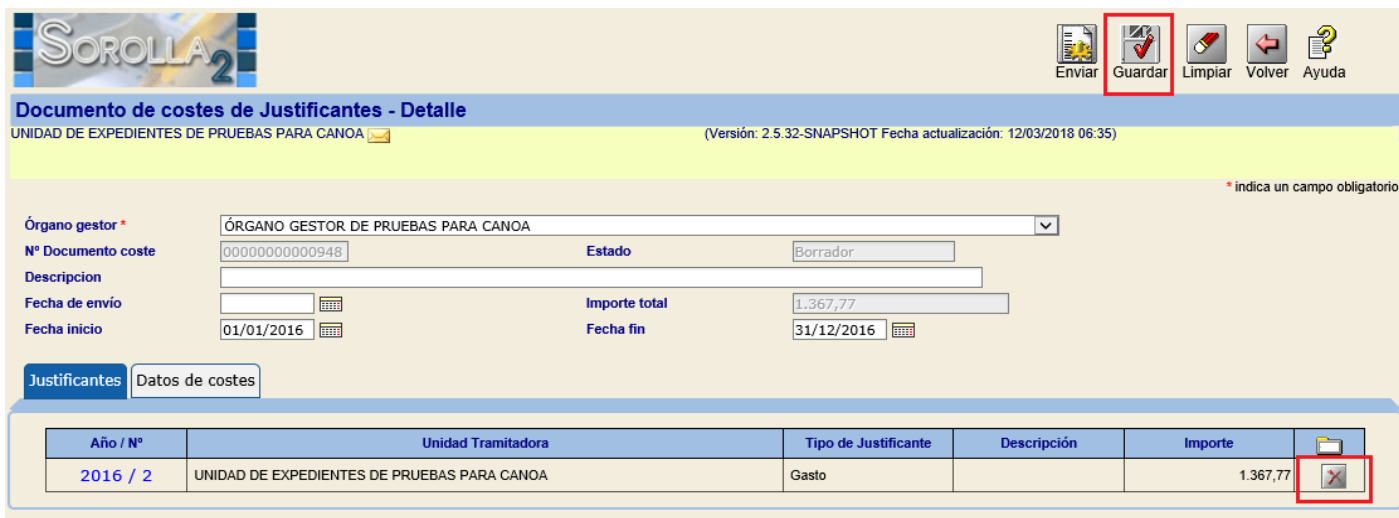 SOROLLA2
Enviar Guardar Limpiar Volver Ayuda
Documento de costes de Justificantes - Detalle
UNIDAD DE EXPEDIENTES DE PRUEBAS PARA CANOA (Versión: 2.5.32-SNAPSHOT Fecha actualización: 12/03/2018 06:35)
* indica un campo obligatorio
Órgano gestor * ÓRGANO GESTOR DE PRUEBAS PARA CANOA
Nº Documento coste 00000000000948 Estado Borrador
Descripcion
Fecha de envío Importe total 1.367,77
Fecha inicio 01/01/2016 Fecha fin 31/12/2016
Justificantes Datos de costes
Año / Nº Unidad Tramitadora Tipo de Justificante Descripción Importe
2016 / 2 UNIDAD DE EXPEDIENTES DE PRUEBAS PARA CANOA Gasto 1.367,77